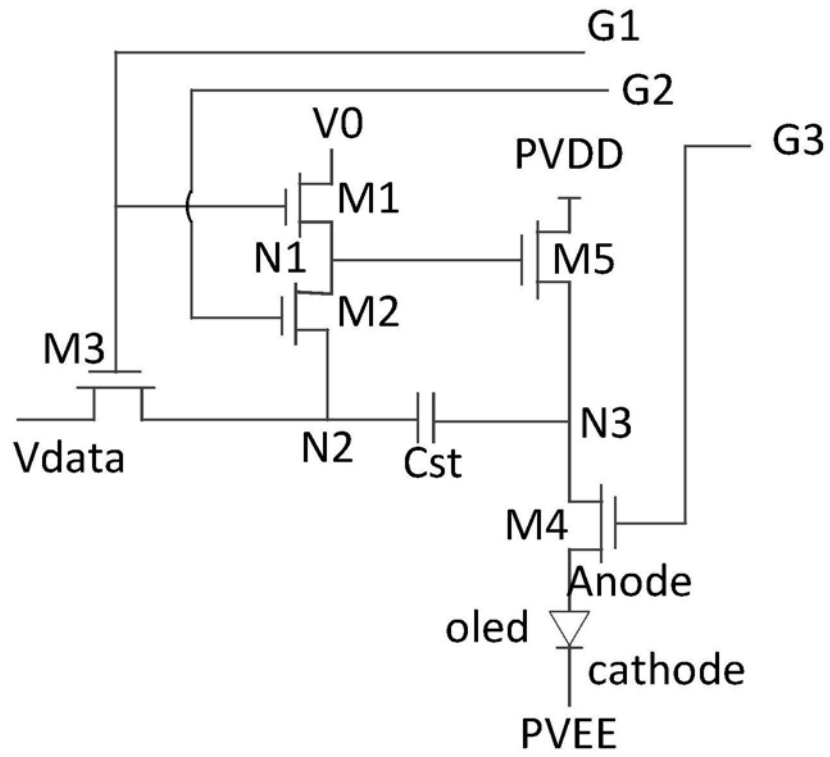 G1
G2
V0
G3
PVDD
M1
N1
M5
M2
M3
N3
N2
Vdata
Cst
M4
Anode
oled
cathode
PVEE